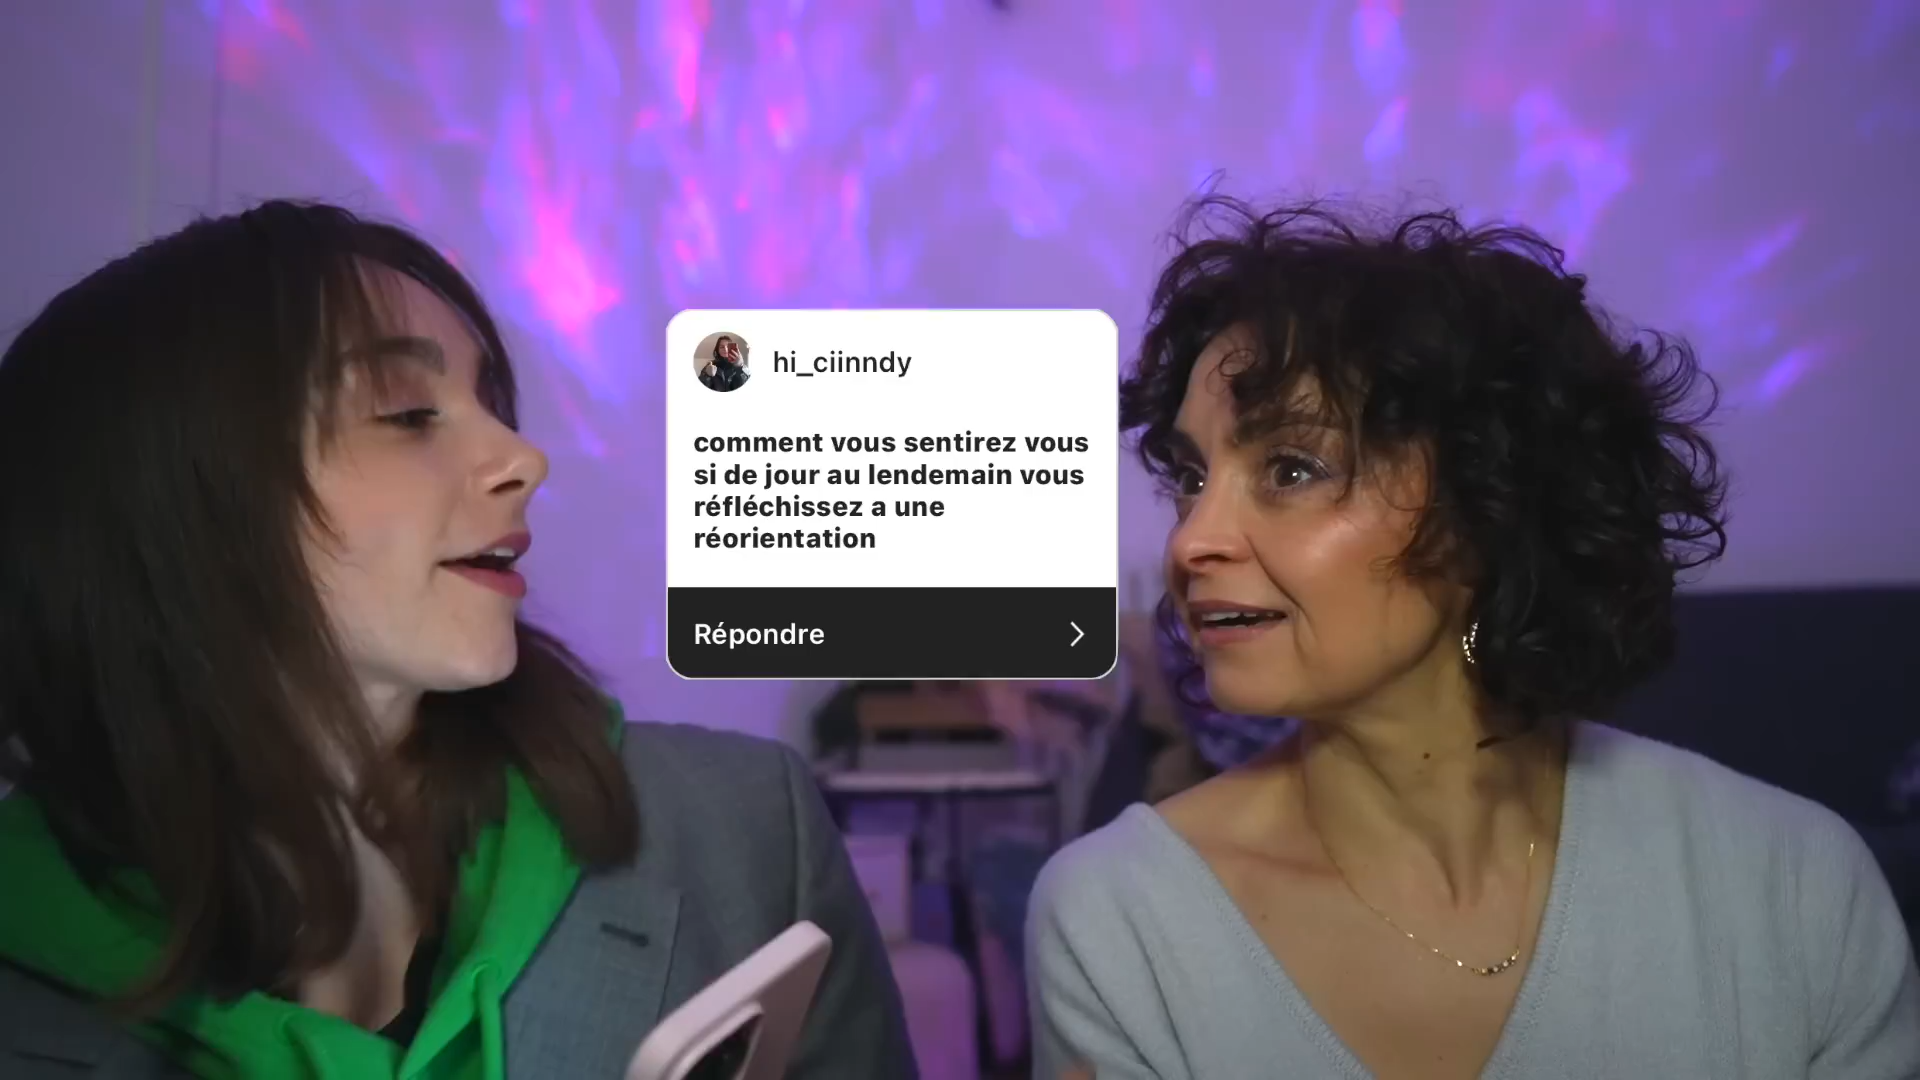 hi_ciinndy
comment vous sentirez vous
si de jour au lendemain vous
réfléchissez a une
réorientation
Répondre